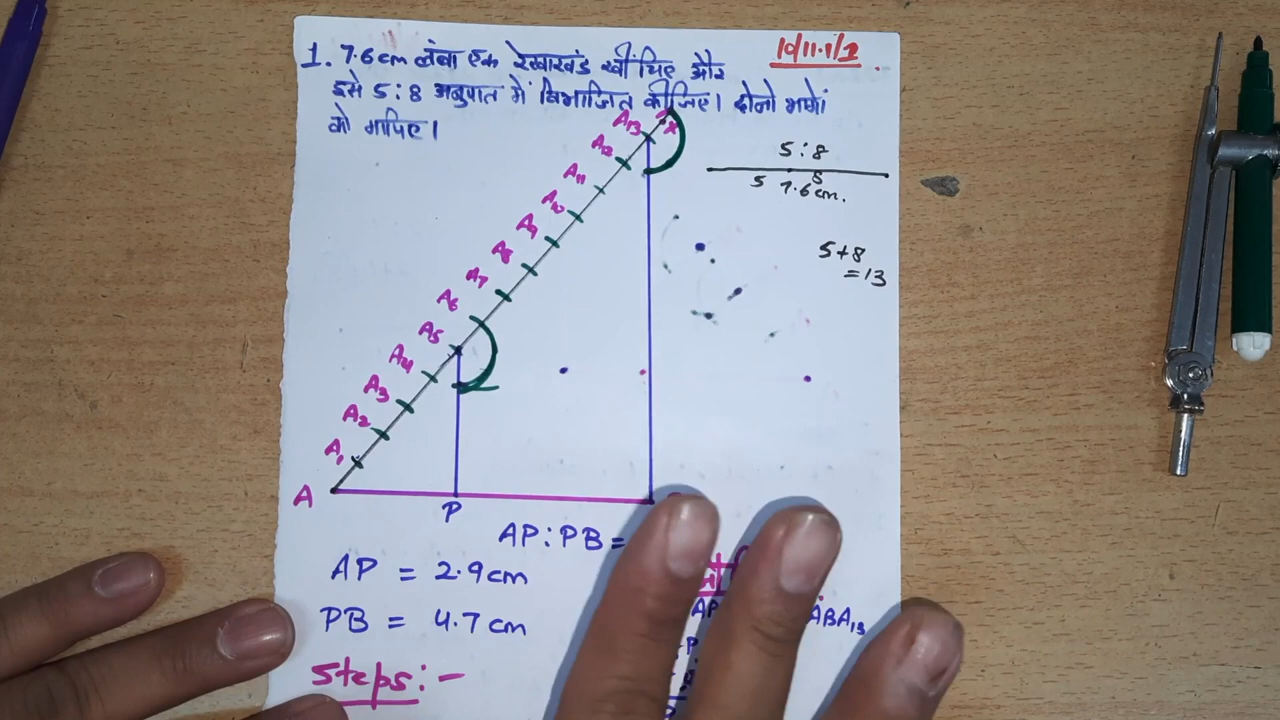 1. 7.6 cm लंबा एक रेखाखंड खींचिए और
इसे 5:8 अनुपात में विभाजित कीजिए। दोनो भागों
को मापिए।
10/11.1/1
5:8
5 8
7.6 cm.
5+8
=13
X
A13
A12
A11
A10
A9
A8
A7
A6
A5
A4
A3
A2
A1
A
P
AP:PB =
AP = 2.9 cm
PB = 4.7 cm
ABA13
Steps:-